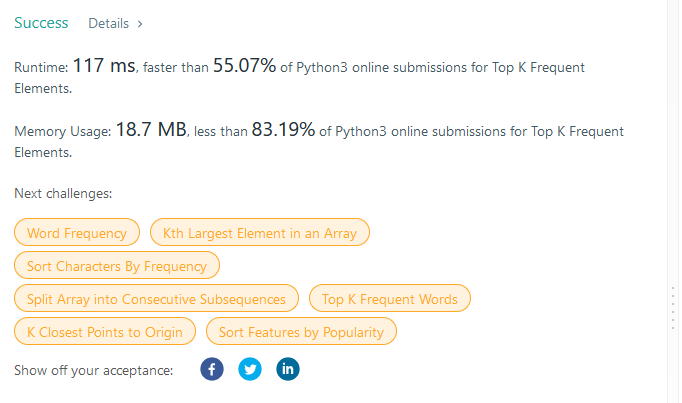 Success Details >
Runtime: 117 ms, faster than 55.07% of Python3 online submissions for Top K Frequent
Elements.
Memory Usage: 18.7 MB, less than 83.19% of Python3 online submissions for Top K Frequent
Elements.
Next challenges:
Word Frequency Kth Largest Element in an Array
Sort Characters By Frequency
Split Array into Consecutive Subsequences Top K Frequent Words
K Closest Points to Origin Sort Features by Popularity
Show off your acceptance: f in